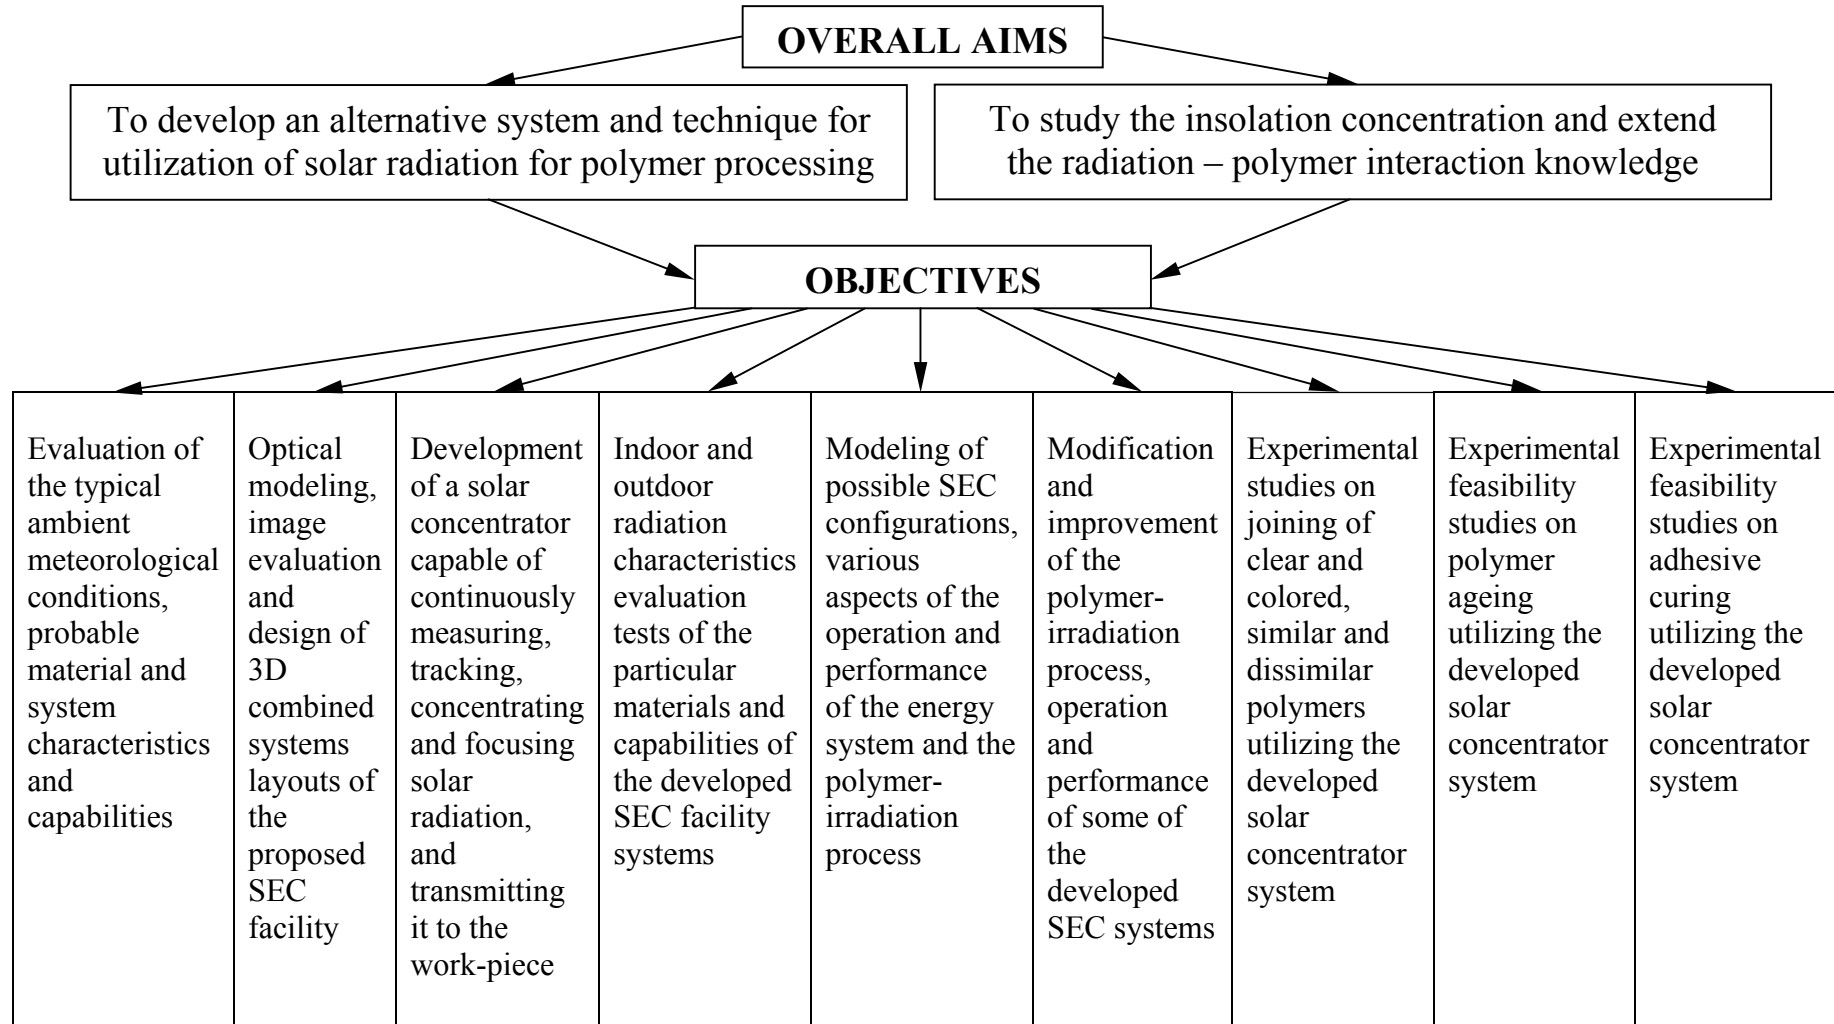 OVERALL AIMS
To develop an alternative system and technique for
utilization of solar radiation for polymer processing
To study the insolation concentration and extend
the radiation – polymer interaction knowledge
OBJECTIVES
Evaluation of
the typical
ambient
meteorological
conditions,
probable
material and
system
characteristics
and
capabilities
Optical
modeling,
image
evaluation
and
design of
3D
combined
systems
layouts of
the
proposed
SEC
facility
Development
of a solar
concentrator
capable of
continuously
measuring,
tracking,
concentrating
and focusing
solar
radiation,
and
transmitting
it to the
work-piece
Indoor and
outdoor
radiation
characteristics
evaluation
tests of the
particular
materials and
capabilities of
the developed
SEC facility
systems
Modeling of
possible SEC
configurations,
various
aspects of the
operation and
performance
of the energy
system and the
polymer-
irradiation
process
Modification
and
improvement
of the
polymer-
irradiation
process,
operation
and
performance
of some of
the
developed
SEC systems
Experimental
studies on
joining of
clear and
colored,
similar and
dissimilar
polymers
utilizing the
developed
solar
concentrator
system
Experimental
feasibility
studies on
polymer
ageing
utilizing the
developed
solar
concentrator
system
Experimental
feasibility
studies on
adhesive
curing
utilizing the
developed
solar
concentrator
system